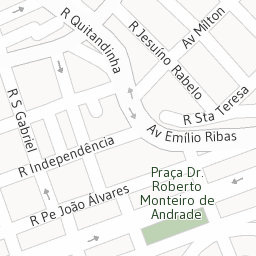 R Quitandinha
R Jesuíno Rabelo
Av Milton
R S Gabriel
R Sta Teresa
Av Emílio Ribas
R Independência
R Pe João Álvares
Praça Dr.
Roberto
Monteiro de
Andrade